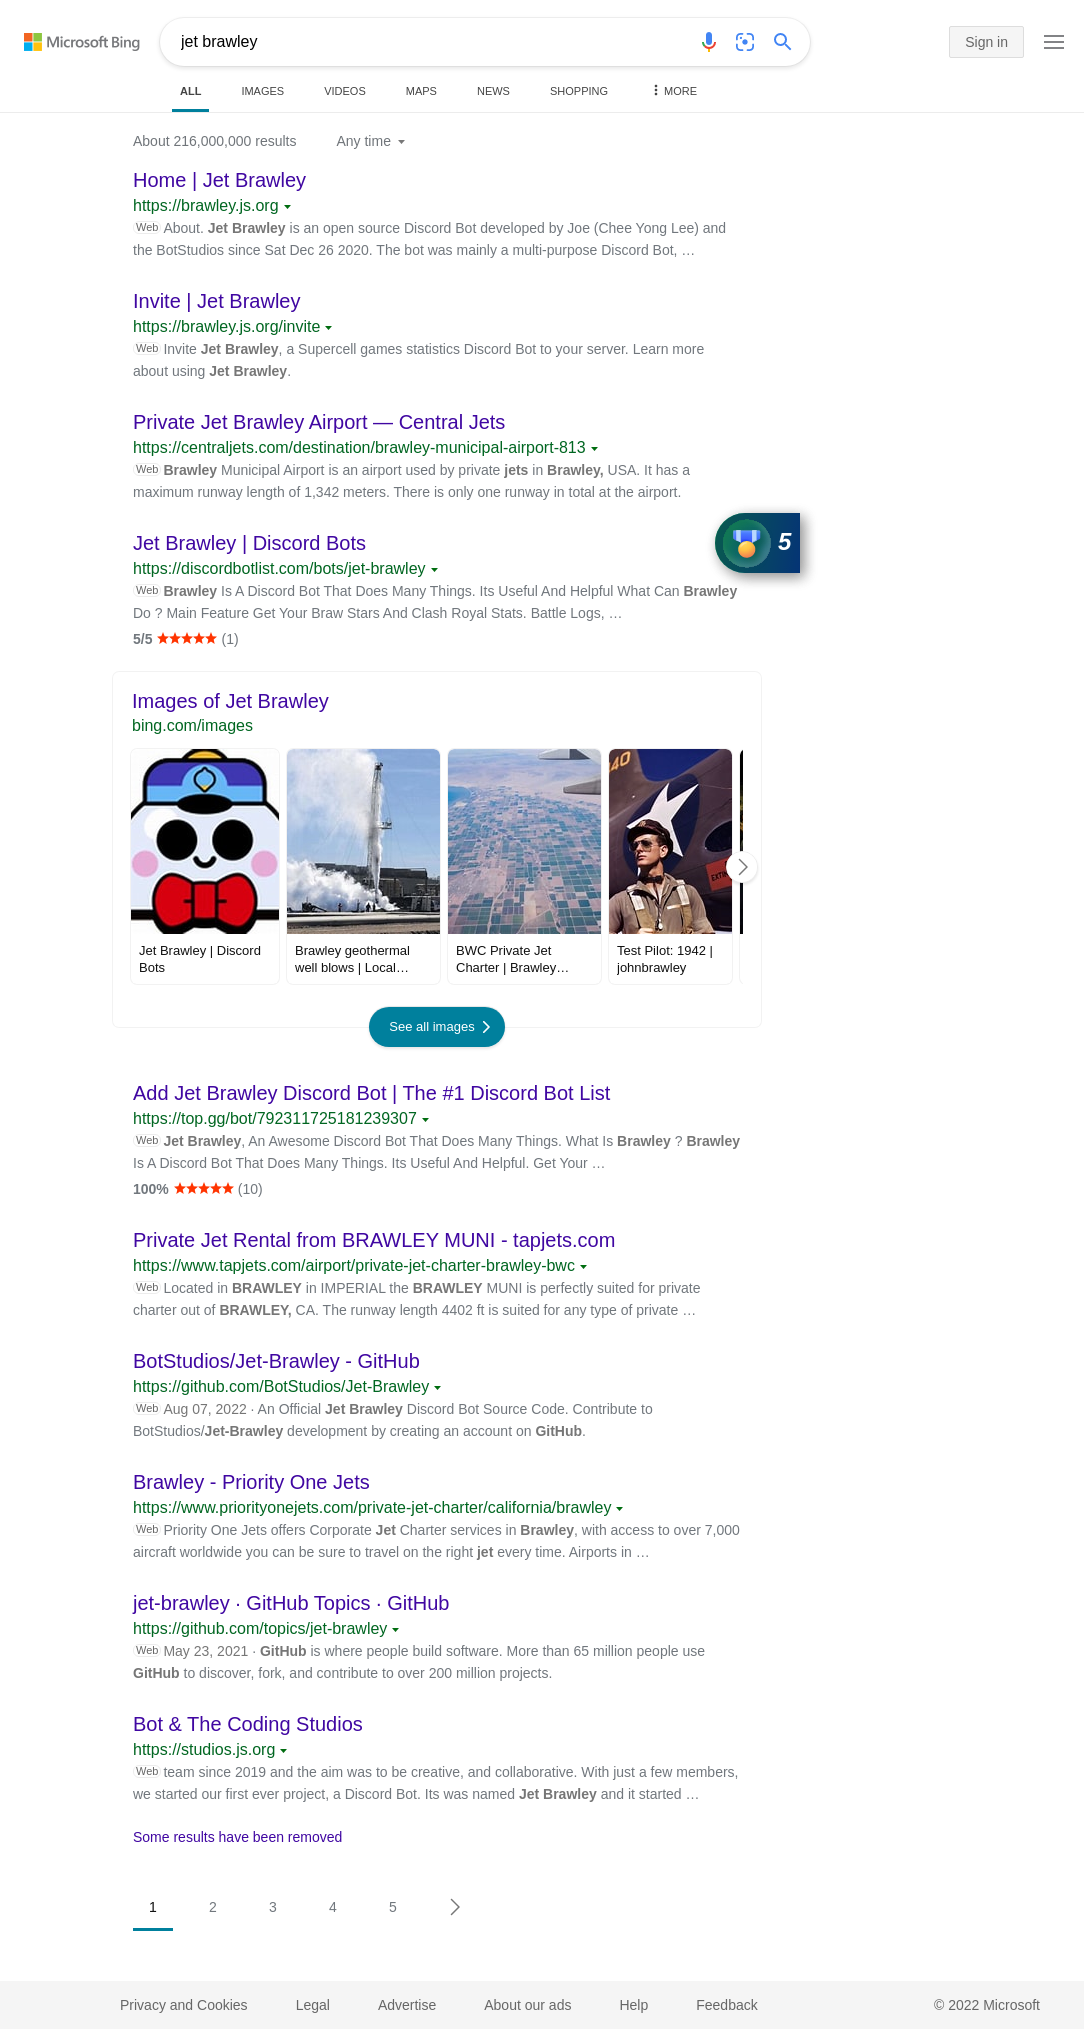 Microsoft Bing
jet brawley
Sign in
ALL IMAGES VIDEOS MAPS NEWS SHOPPING MORE
About 216,000,000 results Any time
Home | Jet Brawley
https://brawley.js.org
Web About. Jet Brawley is an open source Discord Bot developed by Joe (Chee Yong Lee) and
the BotStudios since Sat Dec 26 2020. The bot was mainly a multi-purpose Discord Bot, …
Invite | Jet Brawley
https://brawley.js.org/invite
Web Invite Jet Brawley, a Supercell games statistics Discord Bot to your server. Learn more
about using Jet Brawley.
Private Jet Brawley Airport — Central Jets
https://centraljets.com/destination/brawley-municipal-airport-813
Web Brawley Municipal Airport is an airport used by private jets in Brawley, USA. It has a
maximum runway length of 1,342 meters. There is only one runway in total at the airport.
Jet Brawley | Discord Bots
5
https://discordbotlist.com/bots/jet-brawley
Web Brawley Is A Discord Bot That Does Many Things. Its Useful And Helpful What Can Brawley
Do ? Main Feature Get Your Braw Stars And Clash Royal Stats. Battle Logs, …
5/5 (1)
Images of Jet Brawley
bing.com/images
Jet Brawley | Discord
Bots
Brawley geothermal
well blows | Local…
BWC Private Jet
Charter | Brawley…
Test Pilot: 1942 |
johnbrawley
See all images
Add Jet Brawley Discord Bot | The #1 Discord Bot List
https://top.gg/bot/792311725181239307
Web Jet Brawley, An Awesome Discord Bot That Does Many Things. What Is Brawley ? Brawley
Is A Discord Bot That Does Many Things. Its Useful And Helpful. Get Your …
100% (10)
Private Jet Rental from BRAWLEY MUNI - tapjets.com
https://www.tapjets.com/airport/private-jet-charter-brawley-bwc
Web Located in BRAWLEY in IMPERIAL the BRAWLEY MUNI is perfectly suited for private
charter out of BRAWLEY, CA. The runway length 4402 ft is suited for any type of private …
BotStudios/Jet-Brawley - GitHub
https://github.com/BotStudios/Jet-Brawley
Web Aug 07, 2022 · An Official Jet Brawley Discord Bot Source Code. Contribute to
BotStudios/Jet-Brawley development by creating an account on GitHub.
Brawley - Priority One Jets
https://www.priorityonejets.com/private-jet-charter/california/brawley
Web Priority One Jets offers Corporate Jet Charter services in Brawley, with access to over 7,000
aircraft worldwide you can be sure to travel on the right jet every time. Airports in …
jet-brawley · GitHub Topics · GitHub
https://github.com/topics/jet-brawley
Web May 23, 2021 · GitHub is where people build software. More than 65 million people use
GitHub to discover, fork, and contribute to over 200 million projects.
Bot & The Coding Studios
https://studios.js.org
Web team since 2019 and the aim was to be creative, and collaborative. With just a few members,
we started our first ever project, a Discord Bot. Its was named Jet Brawley and it started …
Some results have been removed
1 2 3 4 5
Privacy and Cookies Legal Advertise About our ads Help Feedback © 2022 Microsoft